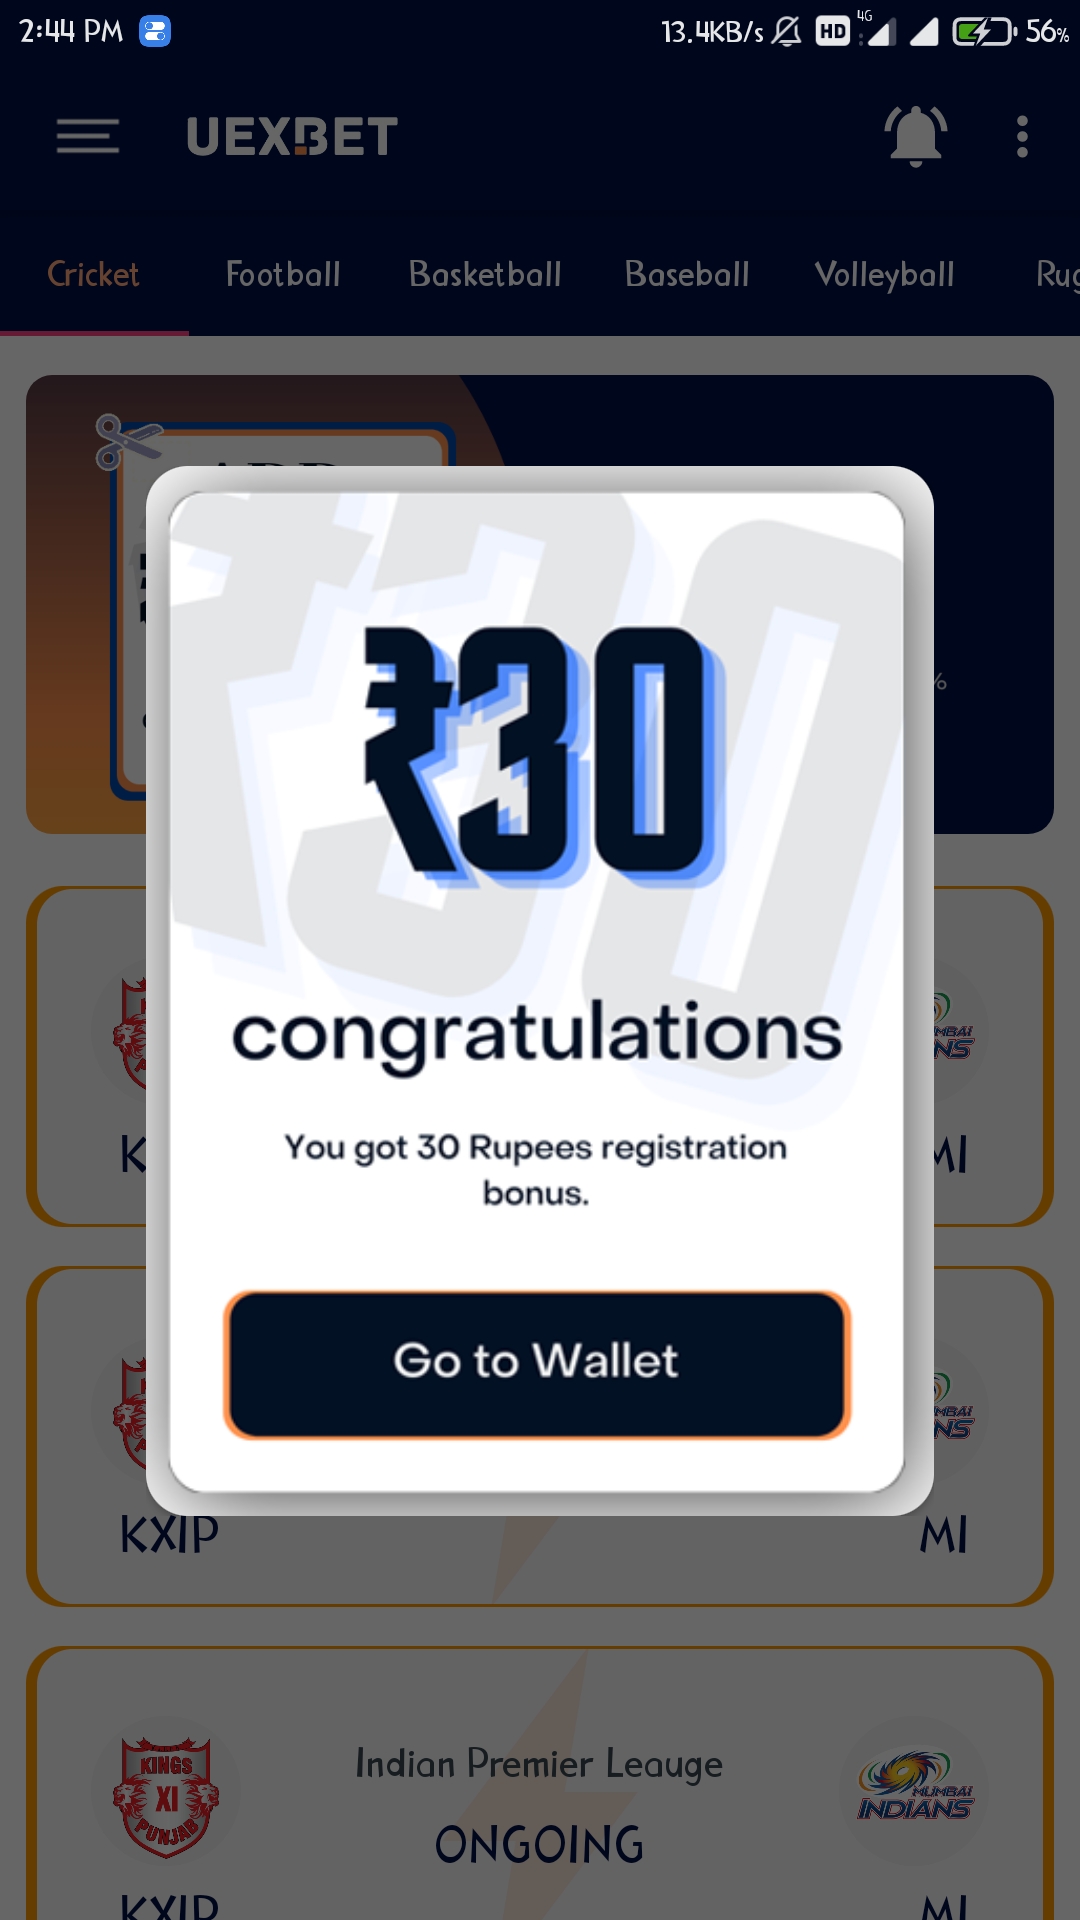 2:44 PM 13.4KB/s HD 4G 56%
UEXBET
Cricket Football Basketball Baseball Volleyball
₹30
congratulations
You got 30 Rupees registration
bonus.
Go to Wallet
KXIP MI
KINGS
XI
PUNJAB
Indian Premier Leauge
MUMBAI
INDIANS
ONGOING
KXIP MI